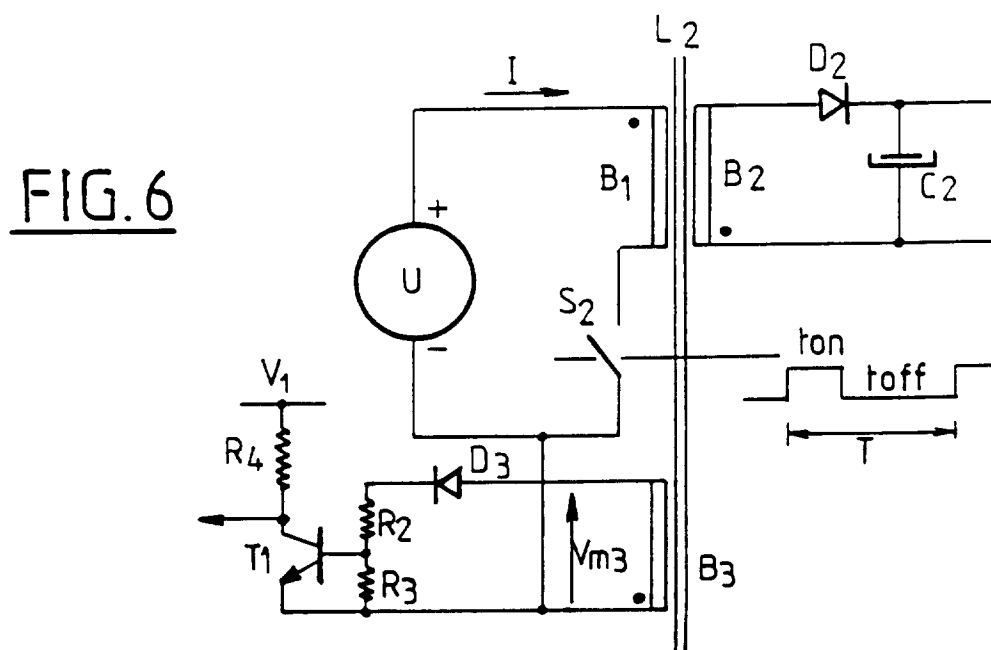 FIG. 6
L2
I
D2
B1
B2
C2
+
U
-
S2
ton
toff
T
V1
R4
D3
R2
T1
Vm3
B3
R3